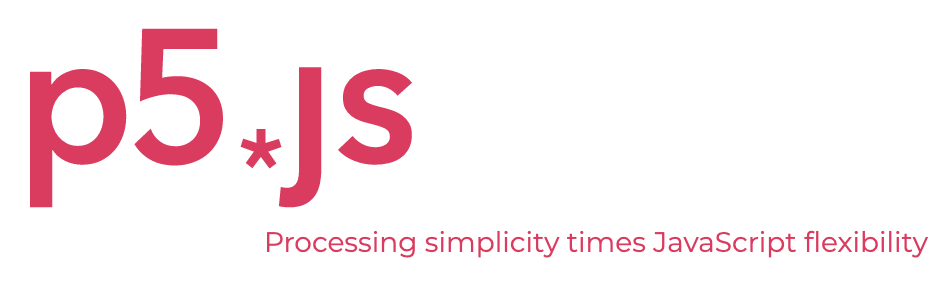 p5*js
Processing simplicity times JavaScript flexibility